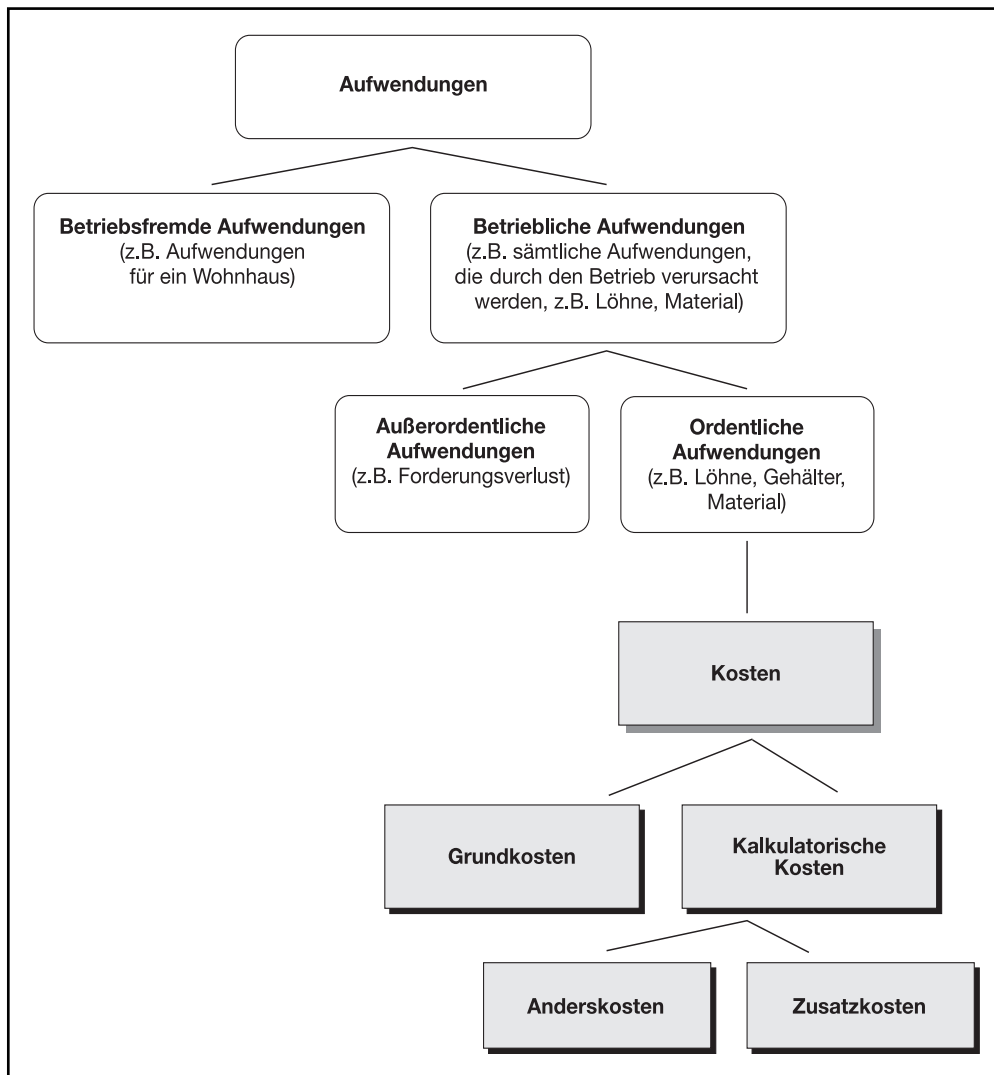 Aufwendungen
Betriebsfremde Aufwendungen
(z.B. Aufwendungen
für ein Wohnhaus)
Betriebliche Aufwendungen
(z.B. sämtliche Aufwendungen,
die durch den Betrieb verursacht
werden, z.B. Löhne, Material)
Außerordentliche
Aufwendungen
(z.B. Forderungsverlust)
Ordentliche
Aufwendungen
(z.B. Löhne, Gehälter,
Material)
Kosten
Grundkosten
Kalkulatorische
Kosten
Anderskosten
Zusatzkosten